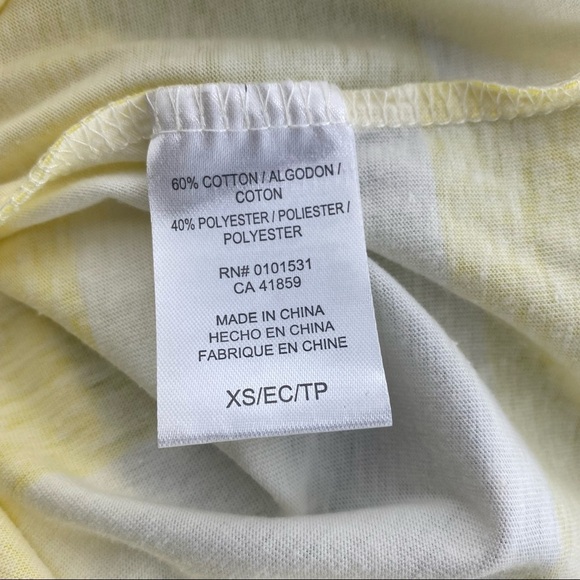 60% COTTON / ALGODON /
COTON
40% POLYESTER / POLIESTER /
POLYESTER
RN# 0101531
CA 41859
MADE IN CHINA
HECHO EN CHINA
FABRIQUE EN CHINE
XS/EC/TP